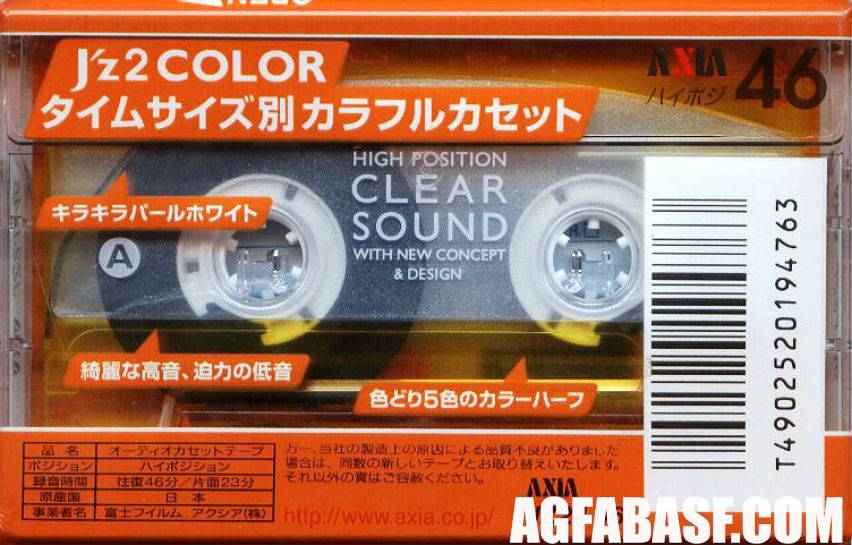 J'z2 COLOR
タイムサイズ別 カラフルカセット
AXIA
ハイポジ 46
HIGH POSITION
CLEAR
SOUND
WITH NEW CONCEPT
& DESIGN
キラキラパールホワイト
A
綺麗な高音、迫力の低音
色どり5色のカラーハーフ
T4902520194763
品名 オーディオカセットテープ
ポジション ハイポジション
録音時間 往復46分/片面23分
原産国 日本
事業者名 富士フイルム アクシア(株)
万一、当社の製造上の原因による品質不良がありました
場合は、同数の新しいテープとお取り替えいたします。
それ以外の責はご容赦ください。
http://www.axia.co.jp/
AXIA
AGFABASF.COM